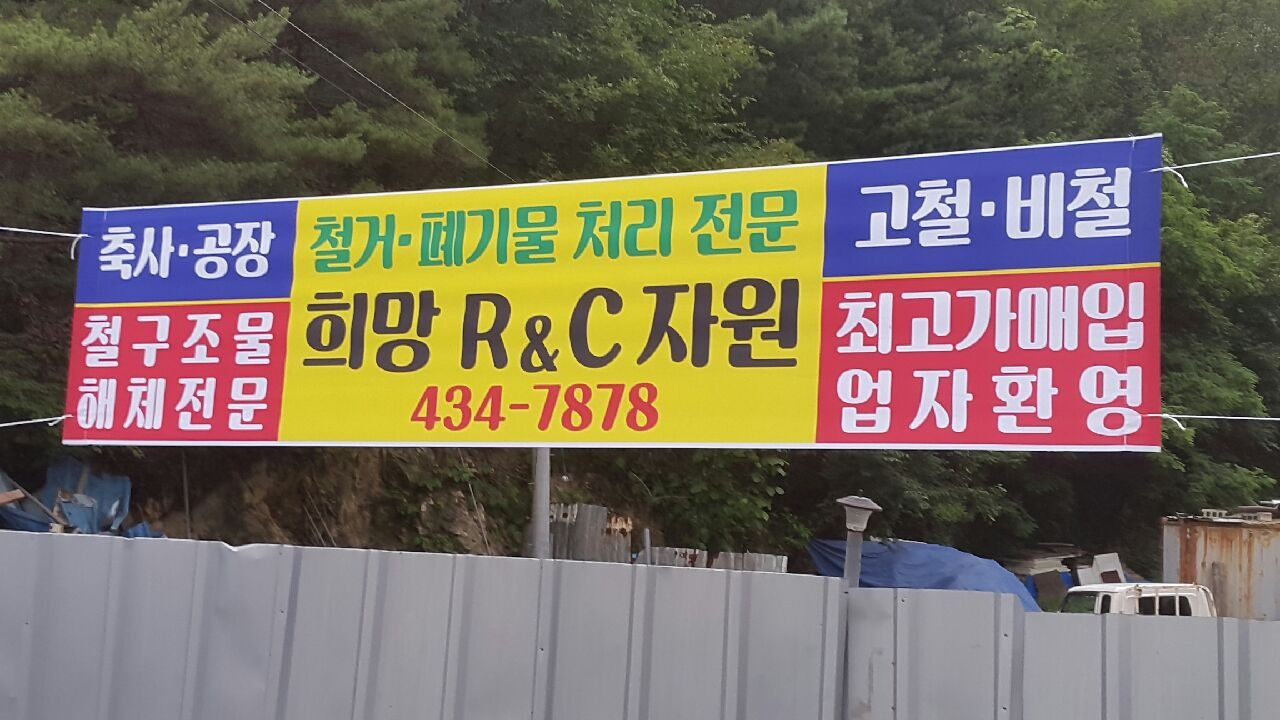 축사·공장
철구조물
해체전문
철거·폐기물 처리 전문
희망 R&C 자원
434-7878
고철·비철
최고가매입
업자환영